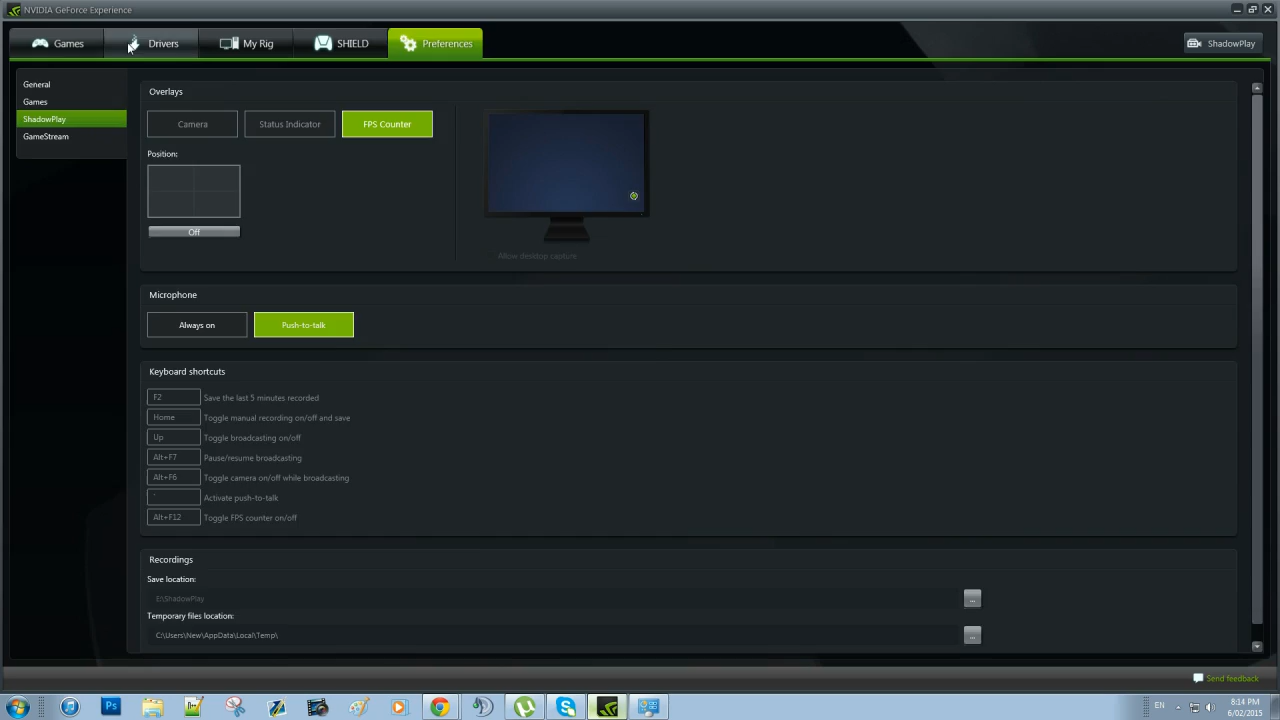 NVIDIA GeForce Experience
Games
Drivers
My Rig
SHIELD
Preferences
ShadowPlay
General
Games
ShadowPlay
GameStream
Overlays
Camera
Status Indicator
FPS Counter
Position:
Off
Allow desktop capture
Microphone
Always on
Push-to-talk
Keyboard shortcuts
F2 Save the last 5 minutes recorded
Home Toggle manual recording on/off and save
Up Toggle broadcasting on/off
Alt+F7 Pause/resume broadcasting
Alt+F6 Toggle camera on/off while broadcasting
` Activate push-to-talk
Alt+F12 Toggle FPS counter on/off
Recordings
Save location:
E:\ShadowPlay
...
Temporary files location:
C:\Users\New\AppData\Local\Temp\
...
Send feedback
Ps
EN
8:14 PM
6/02/2015